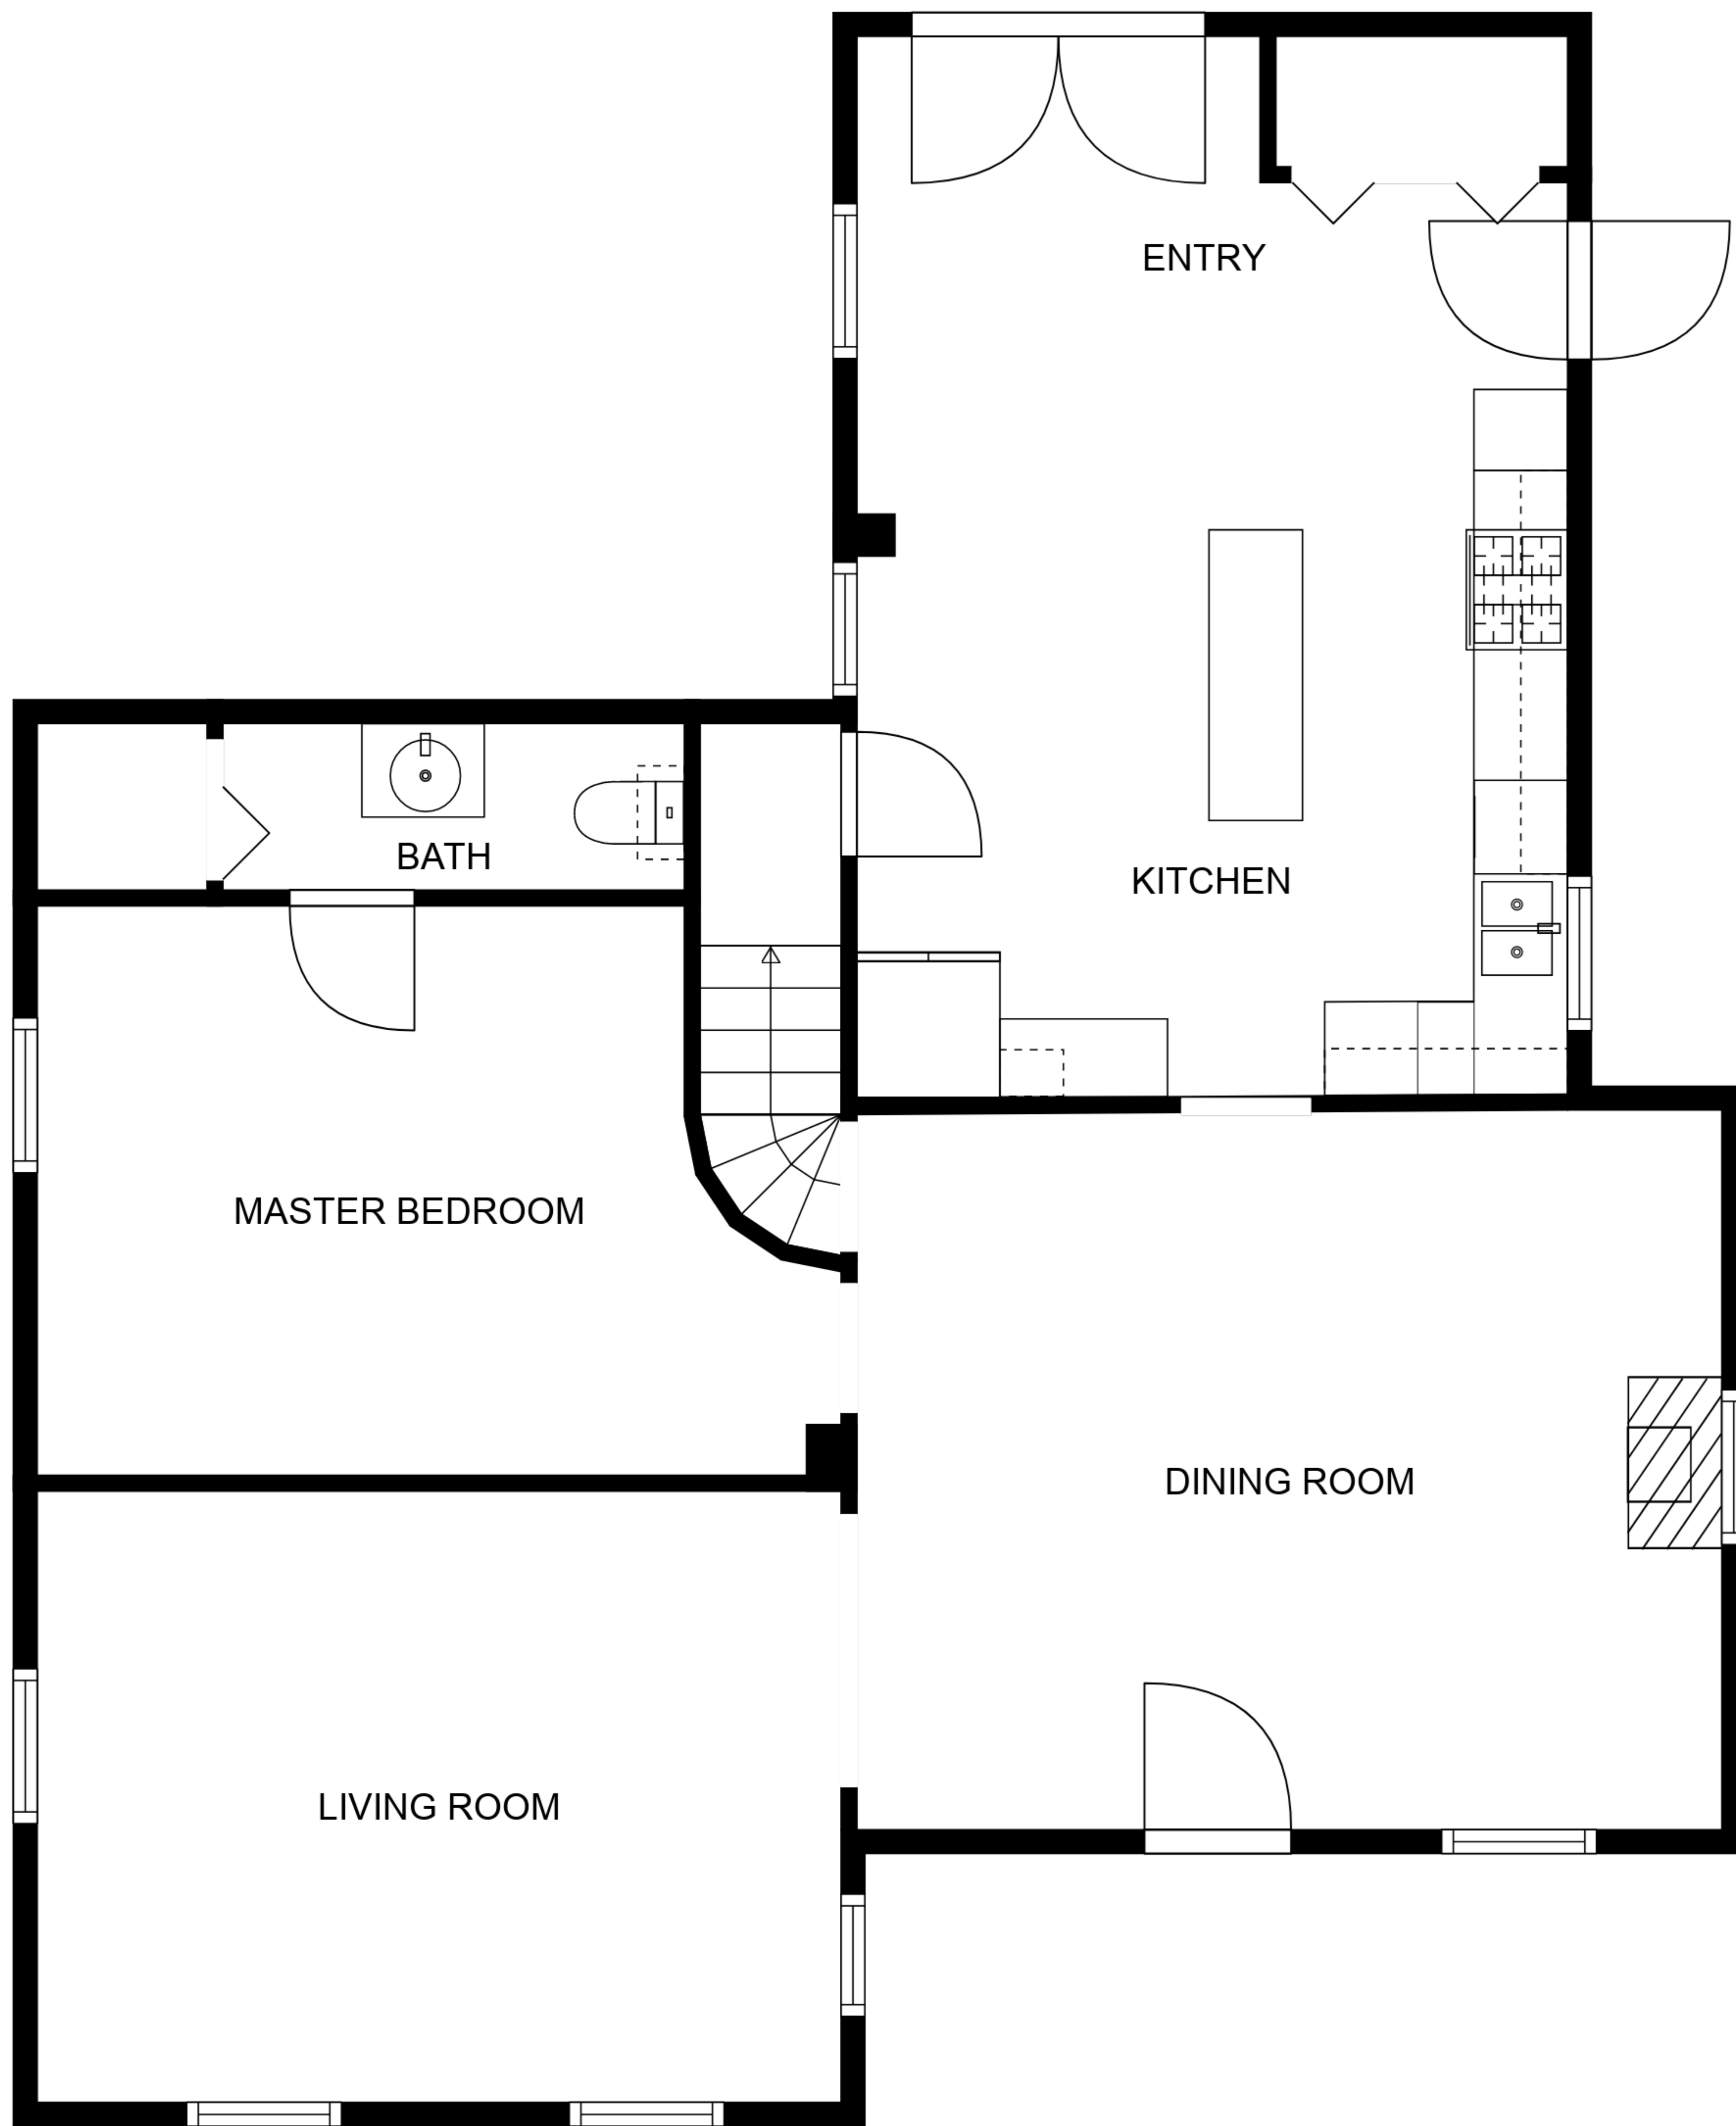 ENTRY
BATH
KITCHEN
MASTER BEDROOM
DINING ROOM
LIVING ROOM